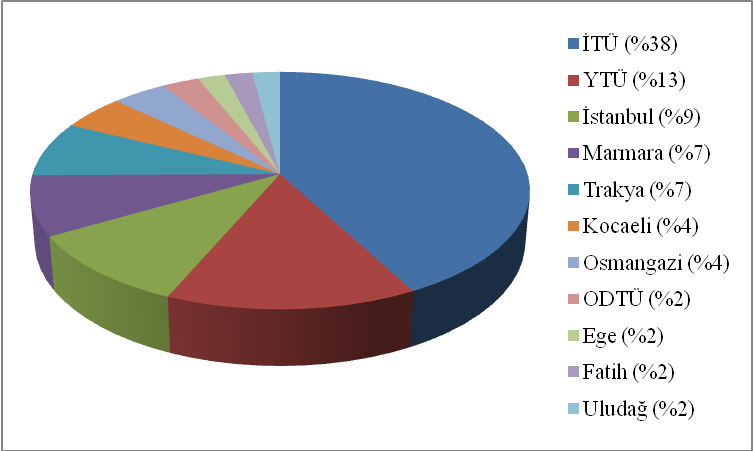 İTÜ (%38)
YTÜ (%13)
İstanbul (%9)
Marmara (%7)
Trakya (%7)
Kocaeli (%4)
Osmangazi (%4)
ODTÜ (%2)
Ege (%2)
Fatih (%2)
Uludağ (%2)